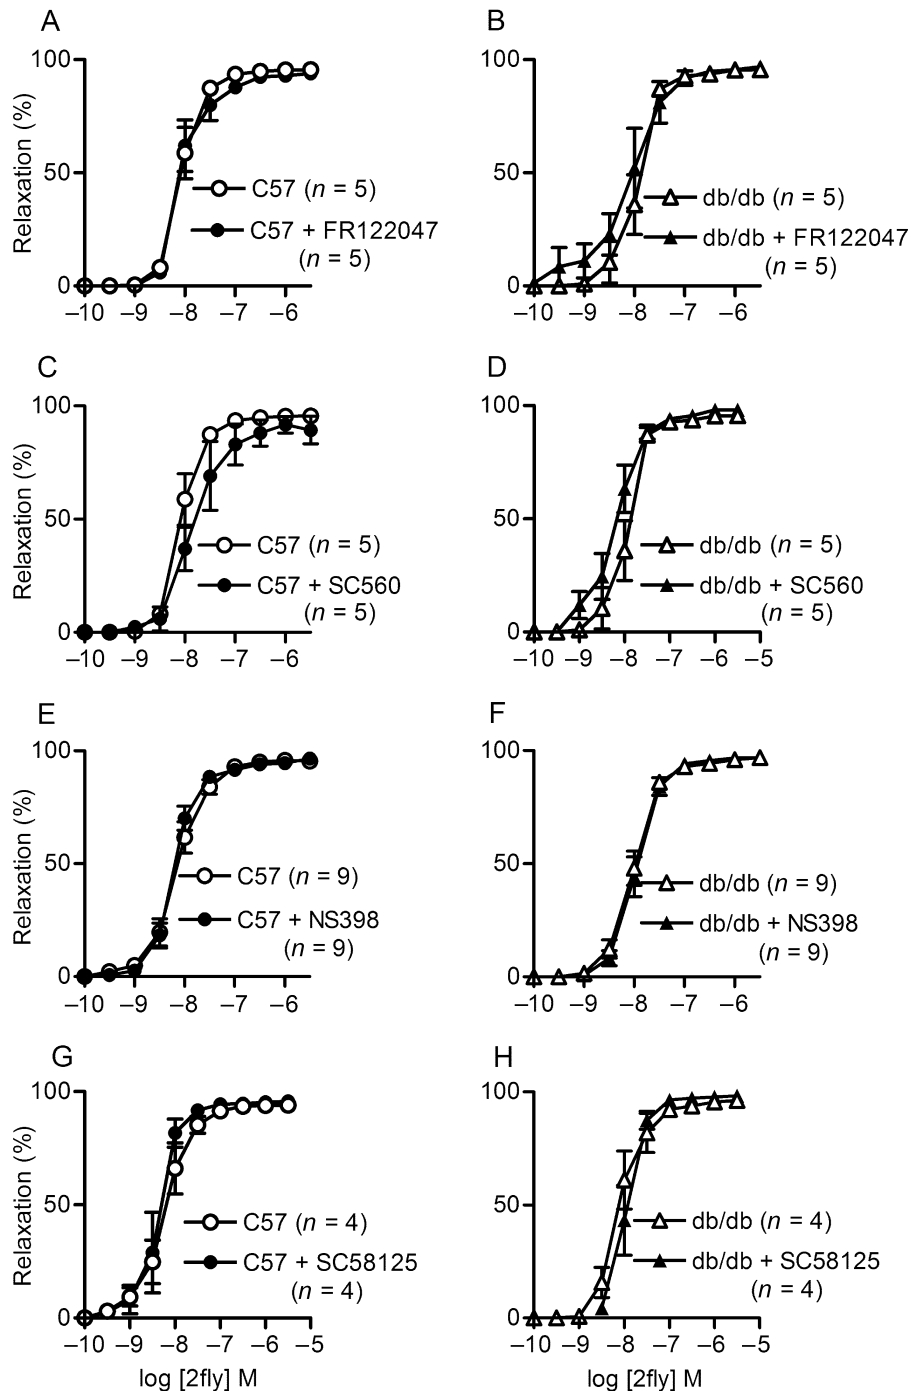 A
Relaxation (%)
100
50
0
–10 –9 –8 –7 –6
C57 (n = 5)
C57 + FR122047
(n = 5)
B
100
50
0
–10 –9 –8 –7 –6
db/db (n = 5)
db/db + FR122047
(n = 5)
C
Relaxation (%)
100
50
0
–10 –9 –8 –7 –6
C57 (n = 5)
C57 + SC560
(n = 5)
D
100
50
0
–10 –9 –8 –7 –6 –5
db/db (n = 5)
db/db + SC560
(n = 5)
E
Relaxation (%)
100
50
0
–10 –9 –8 –7 –6
C57 (n = 9)
C57 + NS398
(n = 9)
F
100
50
0
–10 –9 –8 –7 –6
db/db (n = 9)
db/db + NS398
(n = 9)
G
Relaxation (%)
100
50
0
–10 –9 –8 –7 –6 –5
C57 (n = 4)
C57 + SC58125
(n = 4)
log [2fly] M
H
100
50
0
–10 –9 –8 –7 –6 –5
db/db (n = 4)
db/db + SC58125
(n = 4)
log [2fly] M